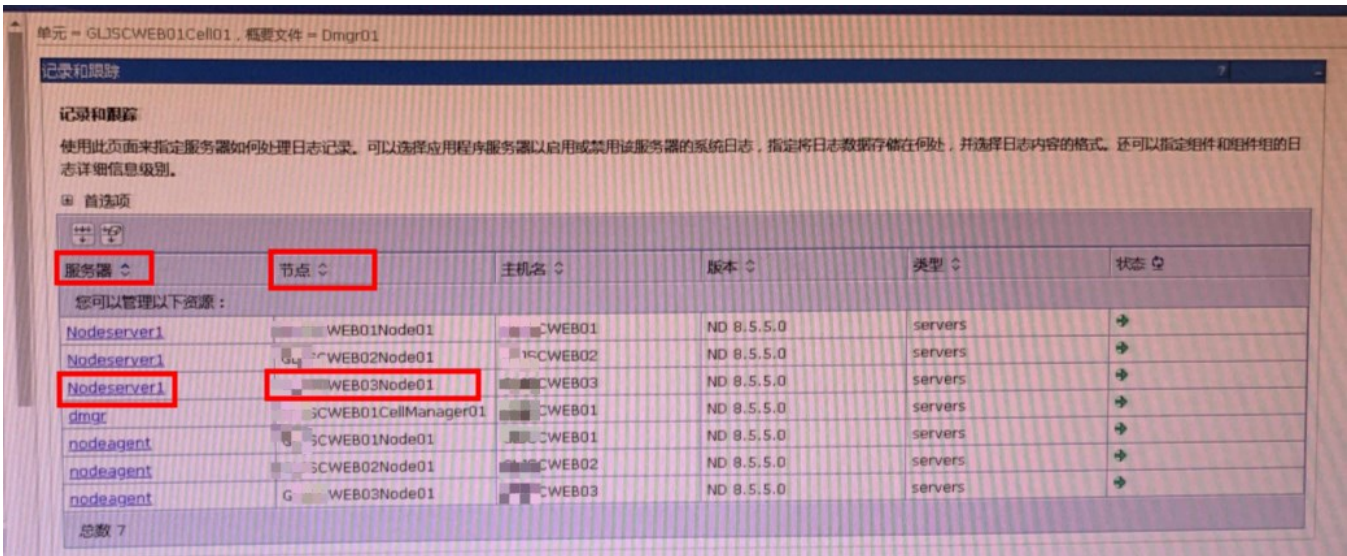 单元 = GLJSCWEB01Cell01，概要文件 = Dmgr01
记录和跟踪 ? -
记录和跟踪
使用此页面来指定服务器如何处理日志记录。可以选择应用程序服务器以启用或禁用该服务器的系统日志，指定将日志数据存储在何处，并选择日志内容的格式。还可以指定组件和组件组的日
志详细信息级别。
首选项
服务器 节点 主机名 版本 类型 状态
您可以管理以下资源：
Nodeserver1 WEB01Node01 CWEB01 ND 8.5.5.0 servers
Nodeserver1 CWEB02Node01 CWEB02 ND 8.5.5.0 servers
Nodeserver1 WEB03Node01 CWEB03 ND 8.5.5.0 servers
dmgr SCWEB01CellManager01 CWEB01 ND 8.5.5.0 servers
nodeagent SCWEB01Node01 CWEB01 ND 8.5.5.0 servers
nodeagent SCWEB02Node01 CWEB02 ND 8.5.5.0 servers
nodeagent G WEB03Node01 CWEB03 ND 8.5.5.0 servers
总数 7